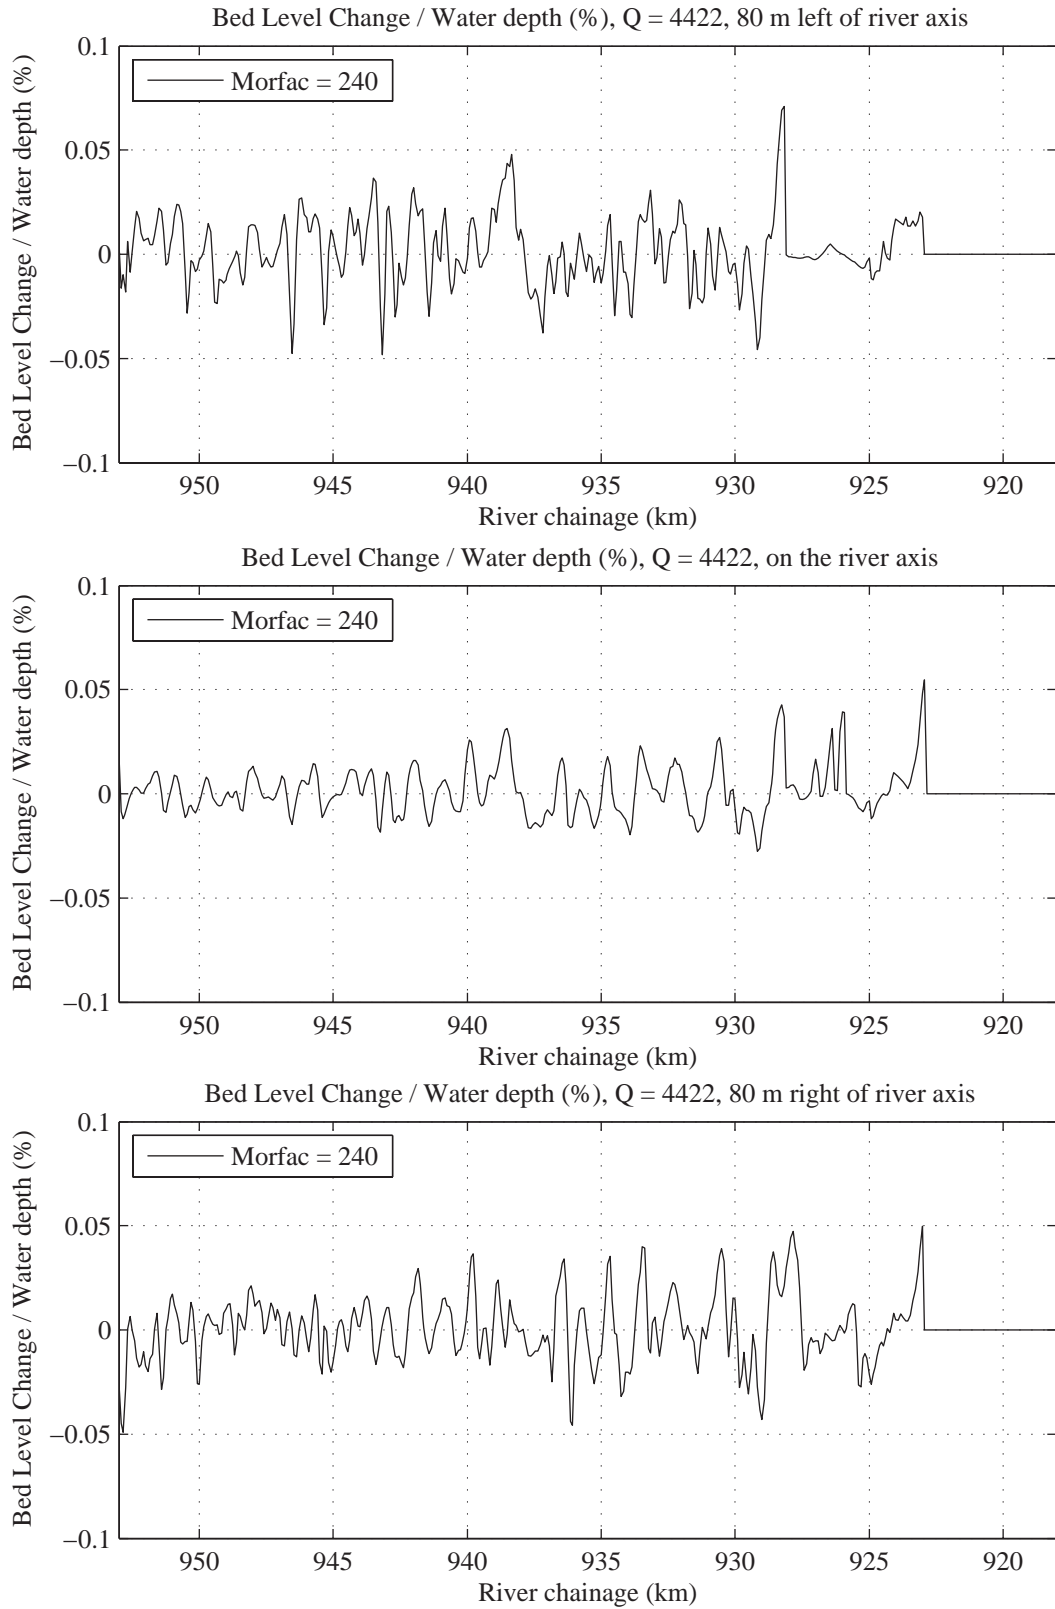 Bed Level Change / Water depth (%), Q = 4422, 80 m left of river axis
Bed Level Change / Water depth (%)
0.1
0.05
0
−0.05
−0.1
Morfac = 240
950 945 940 935 930 925 920
River chainage (km)
Bed Level Change / Water depth (%), Q = 4422, on the river axis
Bed Level Change / Water depth (%)
0.1
0.05
0
−0.05
−0.1
Morfac = 240
950 945 940 935 930 925 920
River chainage (km)
Bed Level Change / Water depth (%), Q = 4422, 80 m right of river axis
Bed Level Change / Water depth (%)
0.1
0.05
0
−0.05
−0.1
Morfac = 240
950 945 940 935 930 925 920
River chainage (km)